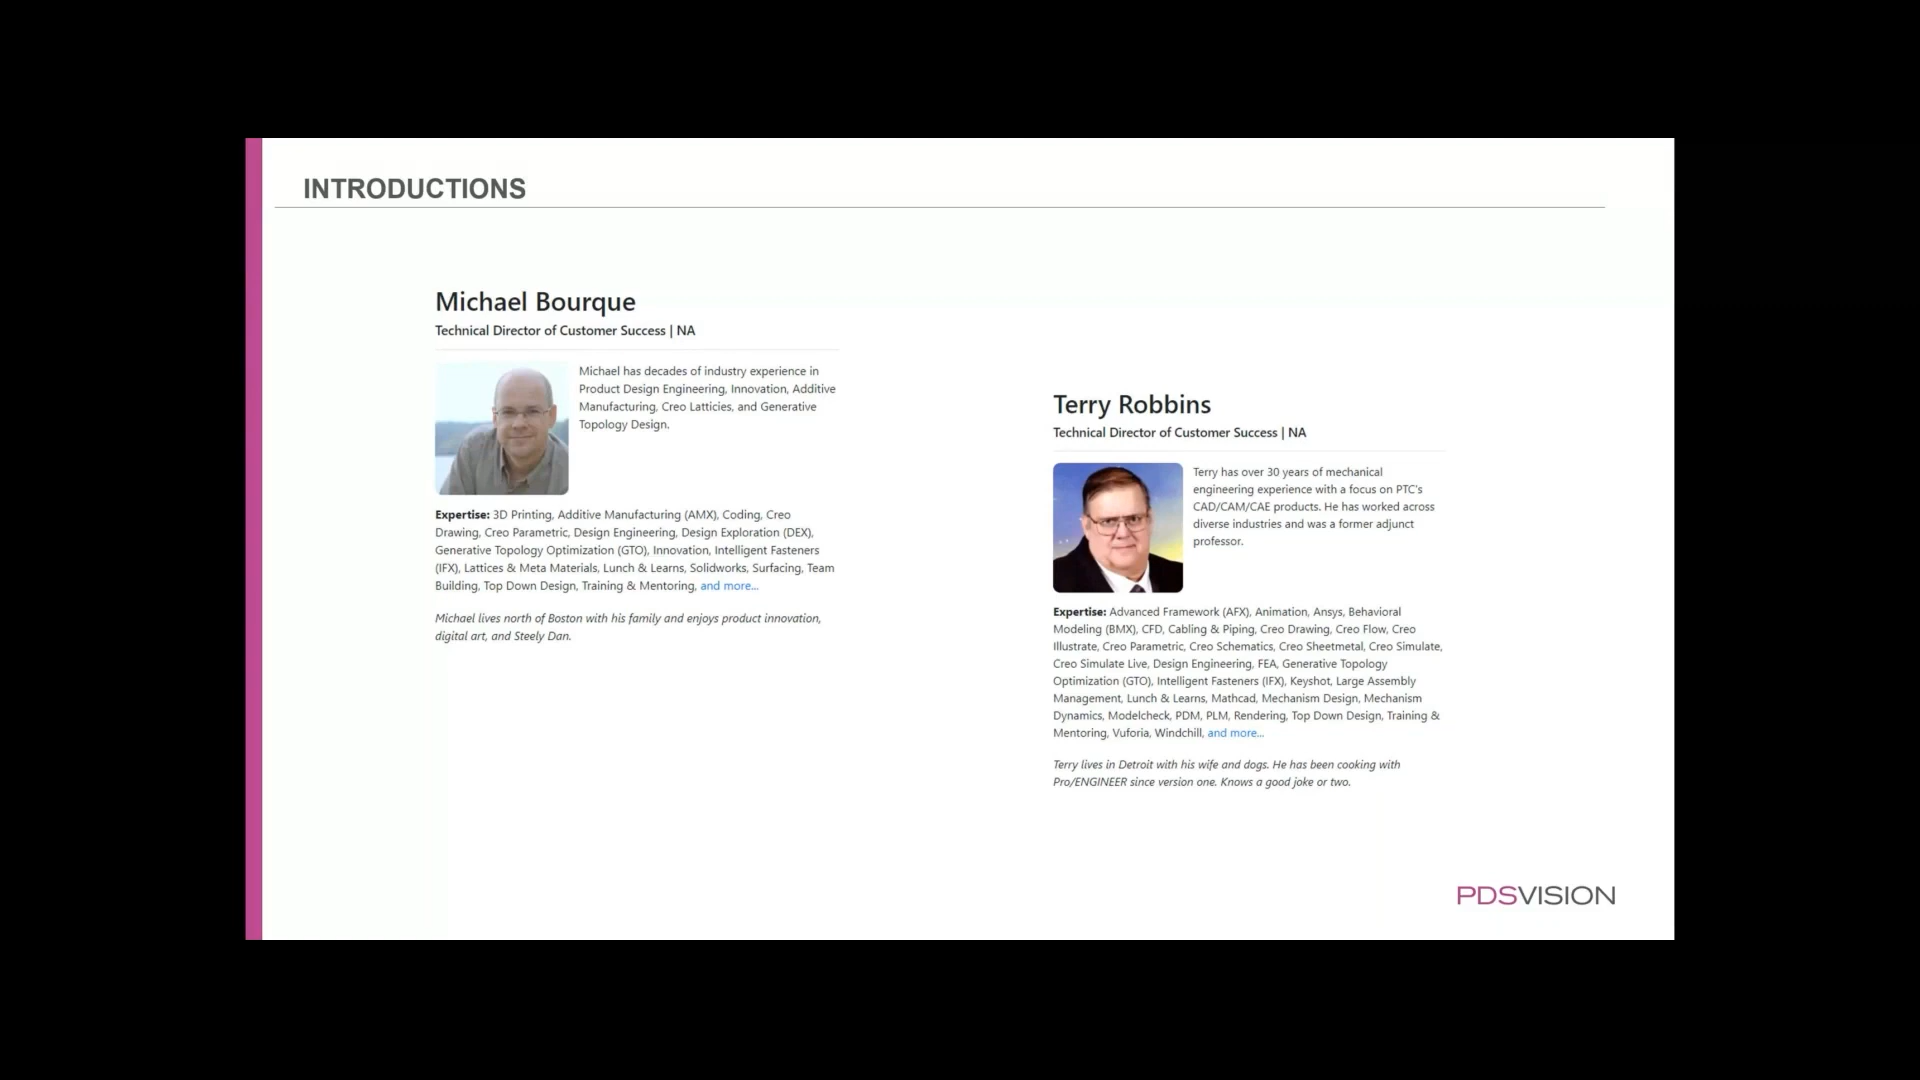 INTRODUCTIONS
Michael Bourque
Technical Director of Customer Success | NA
Michael has decades of industry experience in
Product Design Engineering, Innovation, Additive
Manufacturing, Creo Latticies, and Generative
Topology Design.
Expertise: 3D Printing, Additive Manufacturing (AMX), Coding, Creo
Drawing, Creo Parametric, Design Engineering, Design Exploration (DEX),
Generative Topology Optimization (GTO), Innovation, Intelligent Fasteners
(IFX), Lattices & Meta Materials, Lunch & Learns, Solidworks, Surfacing, Team
Building, Top Down Design, Training & Mentoring, and more...
Michael lives north of Boston with his family and enjoys product innovation,
digital art, and Steely Dan.
Terry Robbins
Technical Director of Customer Success | NA
Terry has over 30 years of mechanical
engineering experience with a focus on PTC's
CAD/CAM/CAE products. He has worked across
diverse industries and was a former adjunct
professor.
Expertise: Advanced Framework (AFX), Animation, Ansys, Behavioral
Modeling (BMX), CFD, Cabling & Piping, Creo Drawing, Creo Flow, Creo
Illustrate, Creo Parametric, Creo Schematics, Creo Sheetmetal, Creo Simulate,
Creo Simulate Live, Design Engineering, FEA, Generative Topology
Optimization (GTO), Intelligent Fasteners (IFX), Keyshot, Large Assembly
Management, Lunch & Learns, Mathcad, Mechanism Design, Mechanism
Dynamics, Modelcheck, PDM, PLM, Rendering, Top Down Design, Training &
Mentoring, Vuforia, Windchill, and more...
Terry lives in Detroit with his wife and dogs. He has been cooking with
Pro/ENGINEER since version one. Knows a good joke or two.
PDSVISION